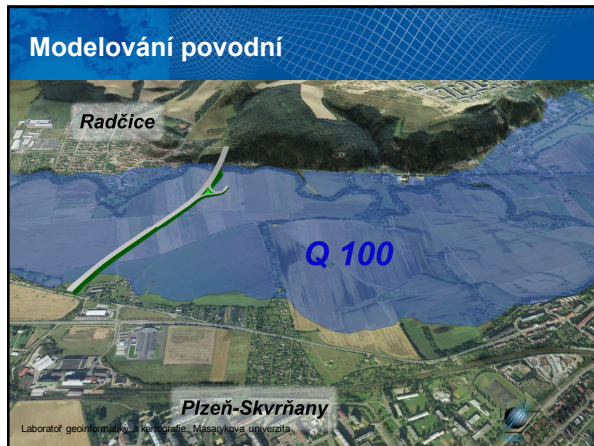 Modelování povodní
Radčice
Q 100
Plzeň-Skvrňany
Laboratoř geoinformatiky a kartografie, Masarykova univerzita